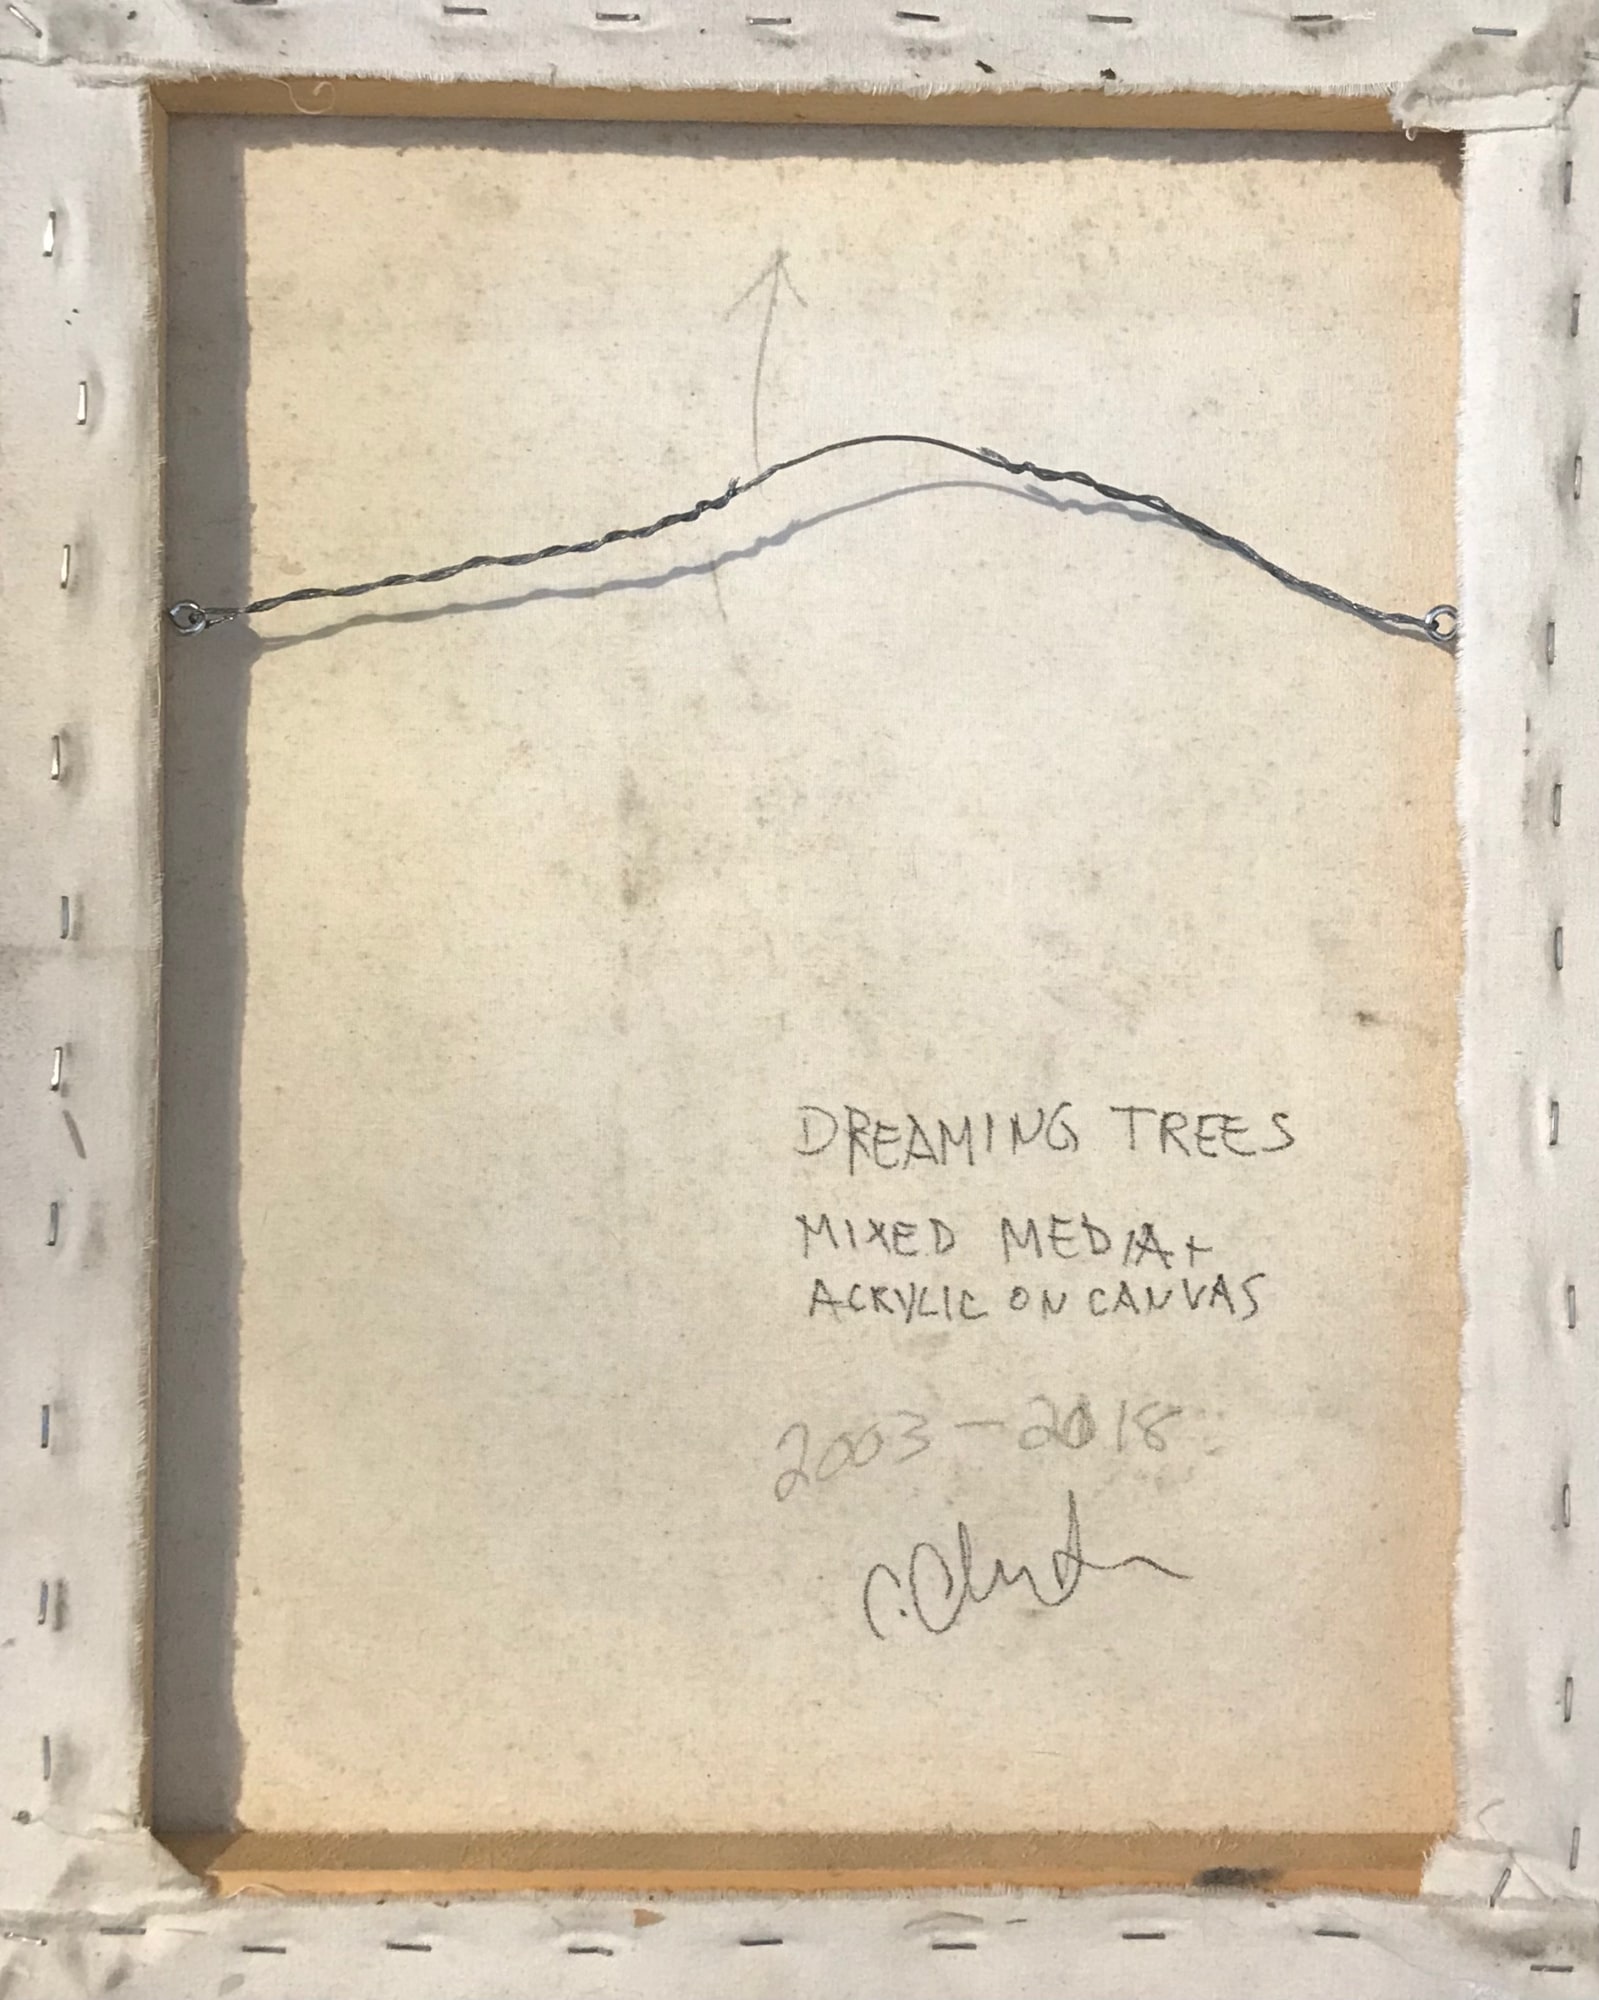 DREAMING TREES
MIXED MEDIA +
ACRYLIC ON CANVAS
2003 - 2018